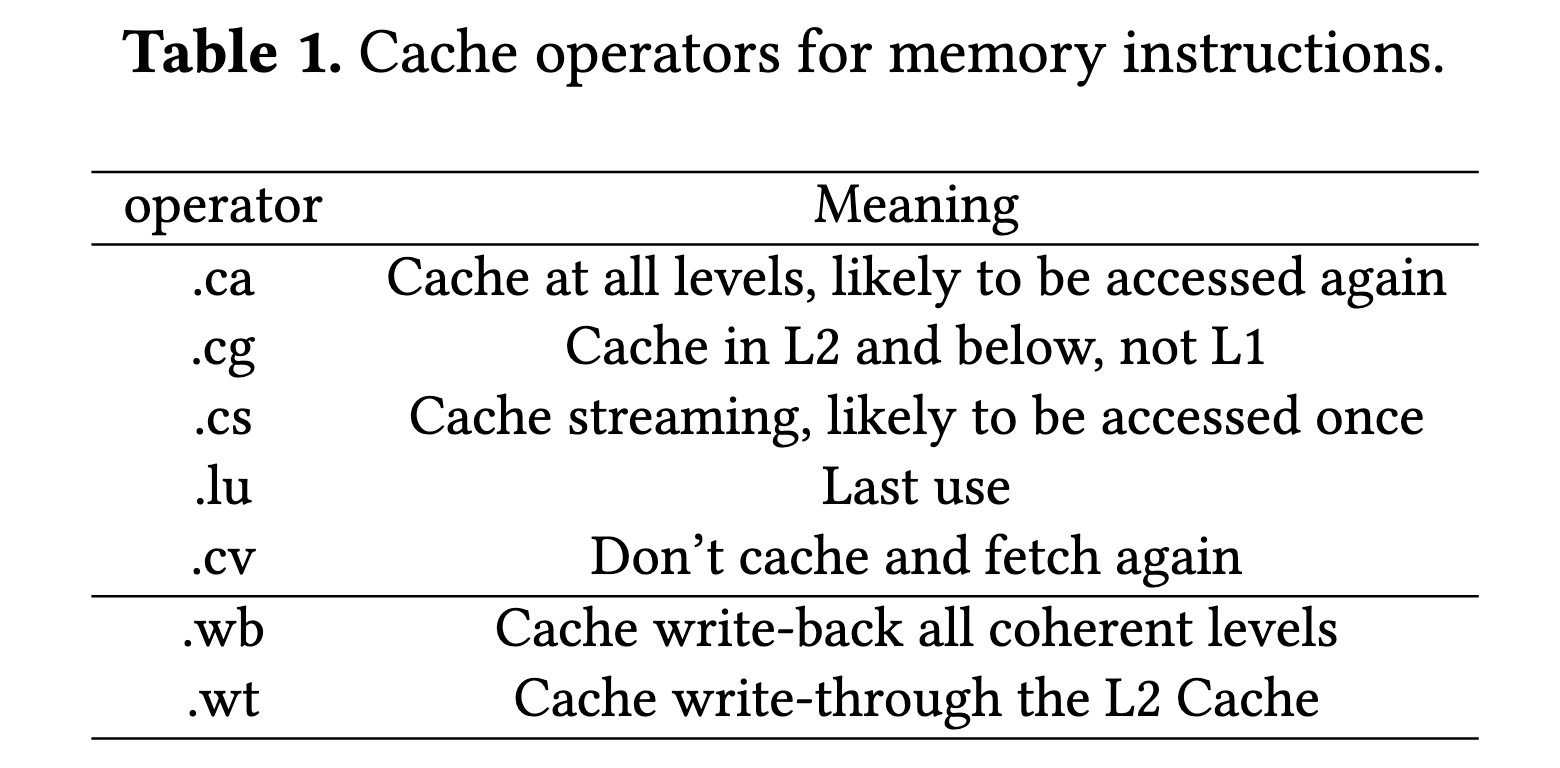 Table 1. Cache operators for memory instructions.
operator Meaning
.ca Cache at all levels, likely to be accessed again
.cg Cache in L2 and below, not L1
.cs Cache streaming, likely to be accessed once
.lu Last use
.cv Don’t cache and fetch again
.wb Cache write-back all coherent levels
.wt Cache write-through the L2 Cache